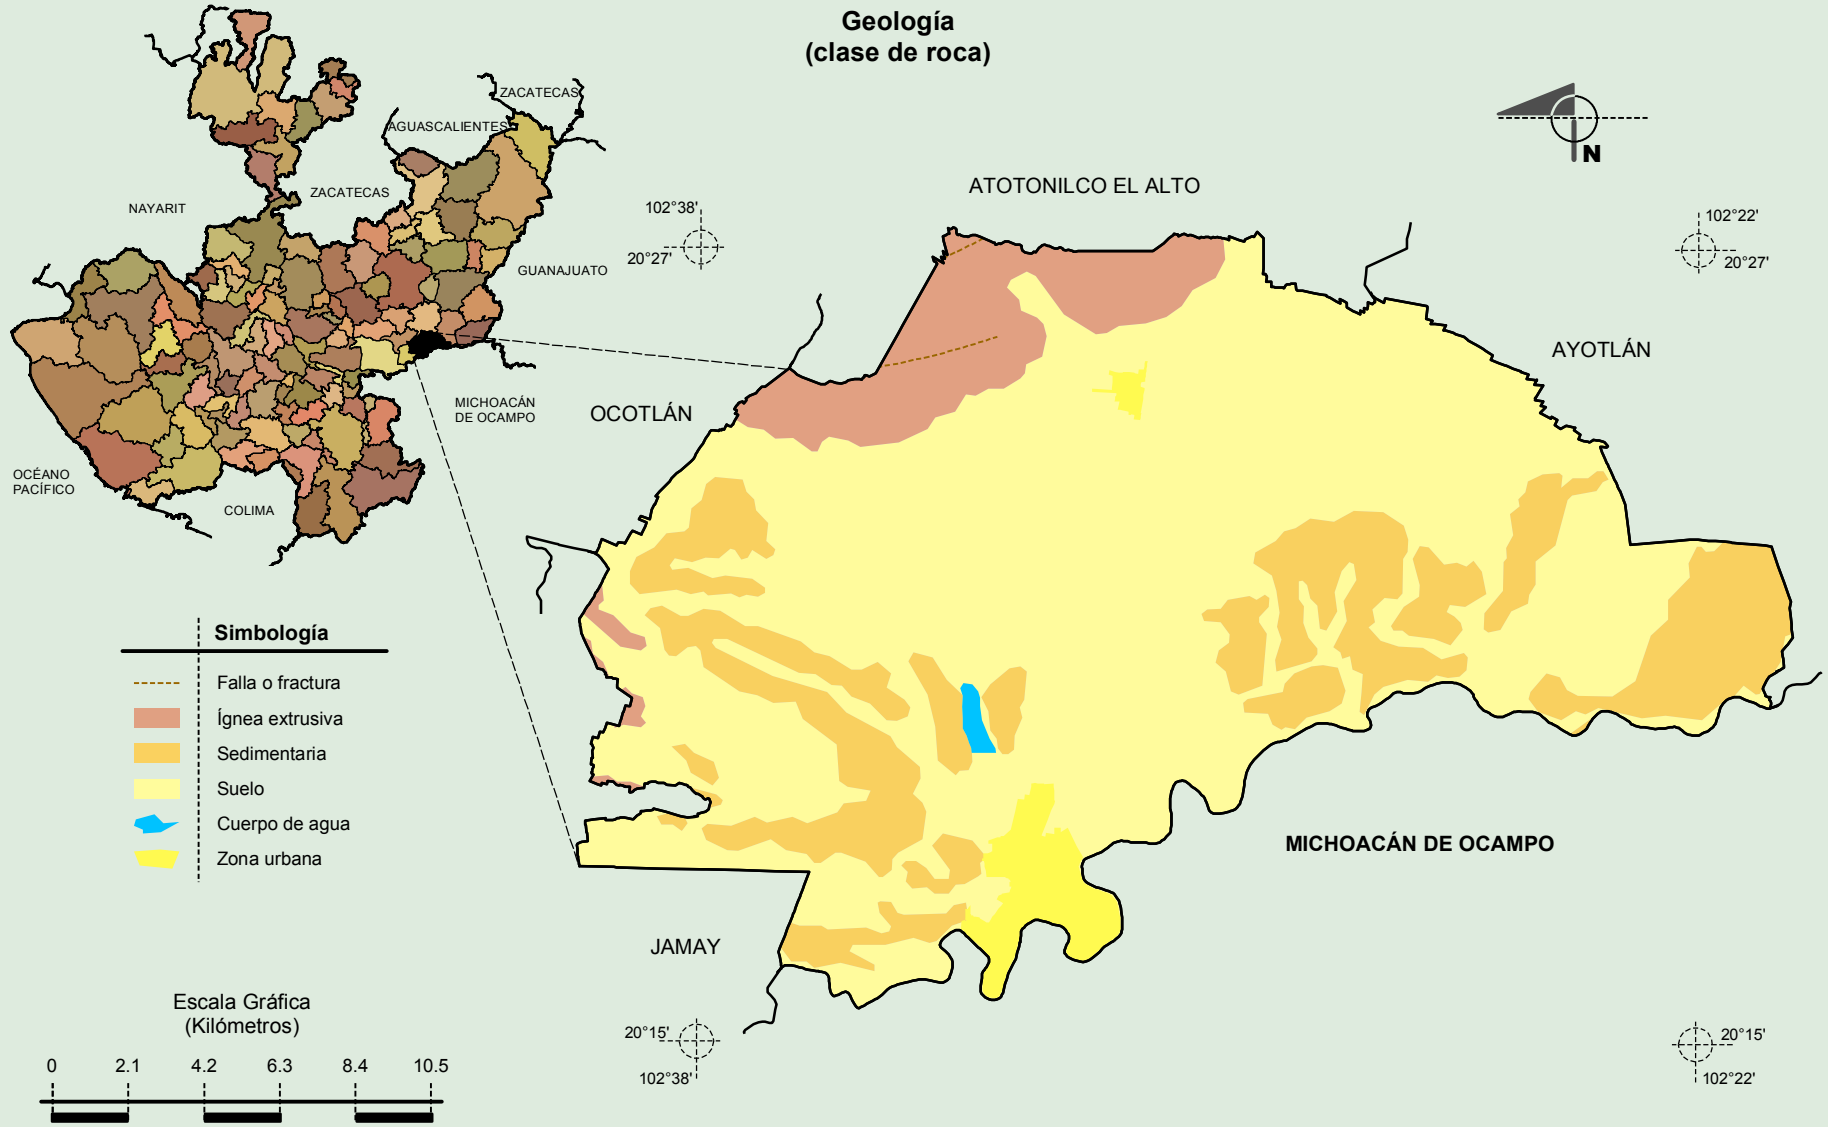 Geología
(clase de roca)
ZACATECAS
AGUASCALIENTES
ZACATECAS
NAYARIT
GUANAJUATO
MICHOACÁN
DE OCAMPO
OCÉANO
PACÍFICO
COLIMA
N
ATOTONILCO EL ALTO
102°38'
20°27'
102°22'
20°27'
AYOTLÁN
OCOTLÁN
MICHOACÁN DE OCAMPO
JAMAY
20°15'
102°38'
20°15'
102°22'
Simbología
Falla o fractura
Ígnea extrusiva
Sedimentaria
Suelo
Cuerpo de agua
Zona urbana
Escala Gráfica
(Kilómetros)
0 2.1 4.2 6.3 8.4 10.5